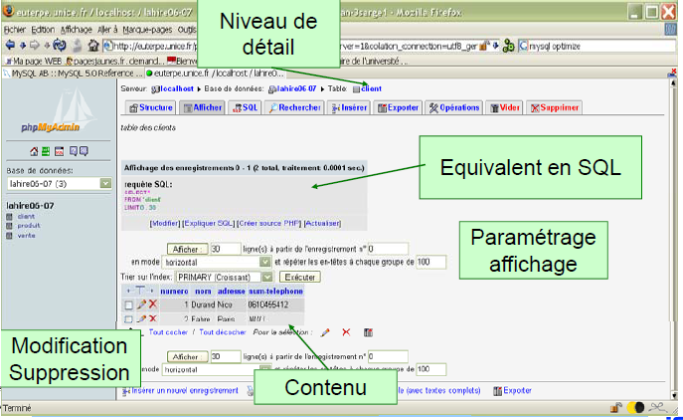 euterpe.unice.fr / localhost / lahire06-07
Mozilla Firefox
Niveau de
détail
Fichier Edition Affichage Aller à Marque-pages Outils
http://euterpe.unice.fr/p
erver=1&collation_connection=utf8_ger
mysql optimize
Ma page WEB
Pagesjaunes.fr
demand...
Bienv
ire de l'université...
MySQL AB :: MySQL 5.0 Reference ...
euterpe.unice.fr / localhost / lahire0...
phpMyAdmin
Base de données:
lahire06-07 (3)
lahire06-07
client
produit
vente
Serveur: localhost ▸ Base de données: lahire06-07 ▸ Table: client
Structure Afficher SQL Rechercher Insérer Exporter Opérations Vider Supprimer
table des clients
Affichage des enregistrements 0 - 1 (2 total, traitement: 0.0001 sec.)
requête SQL:
SELECT *
FROM `client`
LIMIT 0 , 30
[Modifier] [Expliquer SQL] [Créer source PHP] [Actualiser]
Equivalent en SQL
Paramétrage
affichage
Afficher : 30 ligne(s) à partir de l'enregistrement n° 0
en mode horizontal et répéter les en-têtes à chaque groupe de 100
Trier sur l'index: PRIMARY (Croissant) Exécuter
numero nom adresse num-telephone
1 Durand Nice 0610465412
2 Fabre Paris
Tout cocher / Tout décocher Pour la sélection :
Modification
Suppression
Afficher : 30 ligne(s) à partir de l'enregistrement n° 0
mode horizontal et répéter les en-têtes à chaque groupe de 100
Contenu
Insérer un nouvel enregistrement
(avec textes complets) Exporter
Terminé